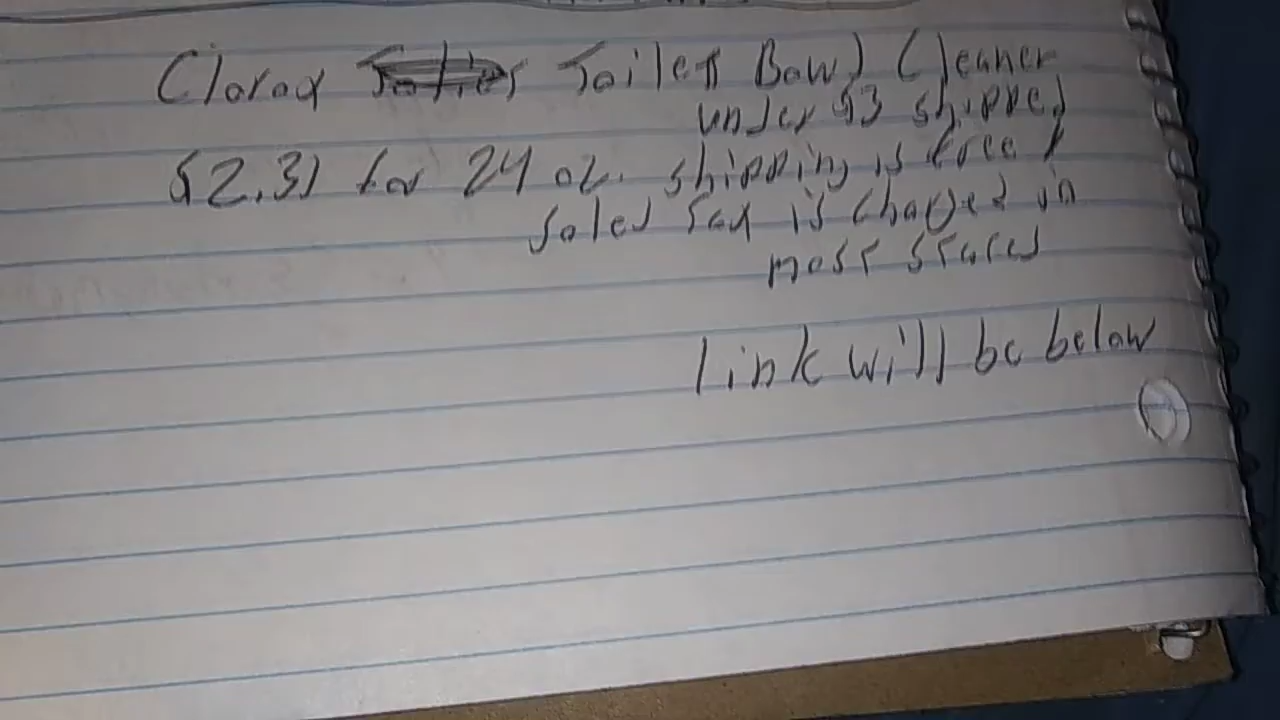 Clorox Toilet Bowl Cleaner
under $3 shipped
$2.31 for 24 oz. shipping is free!
sales tax is charged in
most states
link will be below